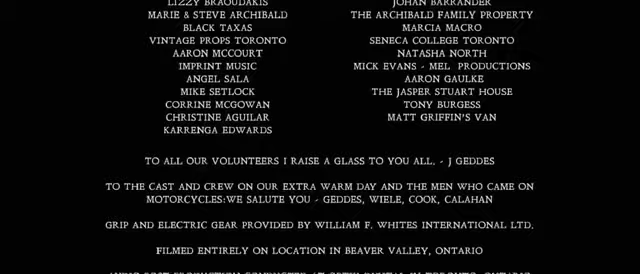 LIZZY BRAOUDAKIS
JOHAN BARRANDER
MARIE & STEVE ARCHIBALD
THE ARCHIBALD FAMILY PROPERTY
BLACK TAXAS
MARCIA MACRO
VINTAGE PROPS TORONTO
SENECA COLLEGE TORONTO
AARON MCCOURT
NATASHA NORTH
IMPRINT MUSIC
MICK EVANS - MEL PRODUCTIONS
ANGEL SALA
AARON GAULKE
MIKE SETLOCK
THE JASPER STUART HOUSE
CORRINE MCGOWAN
TONY BURGESS
CHRISTINE AGUILAR
MATT GRIFFIN'S VAN
KARRENGA EDWARDS
TO ALL OUR VOLUNTEERS I RAISE A GLASS TO YOU ALL. - J GEDDES
TO THE CAST AND CREW ON OUR EXTRA WARM DAY AND THE MEN WHO CAME ON
MOTORCYCLES:WE SALUTE YOU - GEDDES, WIELE, COOK, CALAHAN
GRIP AND ELECTRIC GEAR PROVIDED BY WILLIAM F. WHITES INTERNATIONAL LTD.
FILMED ENTIRELY ON LOCATION IN BEAVER VALLEY, ONTARIO